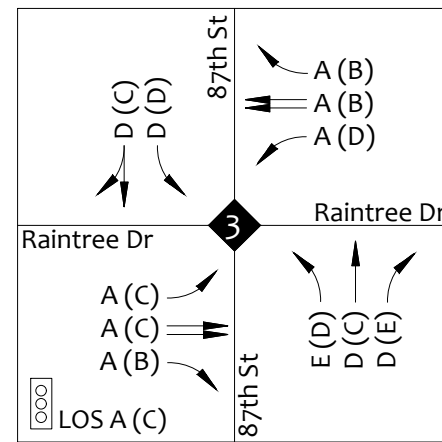 87th St
D (C)
D (D)
A (B)
A (B)
A (D)
3
Raintree Dr
Raintree Dr
A (C)
A (C)
A (B)
E (D)
D (C)
D (E)
87th St
LOS A (C)